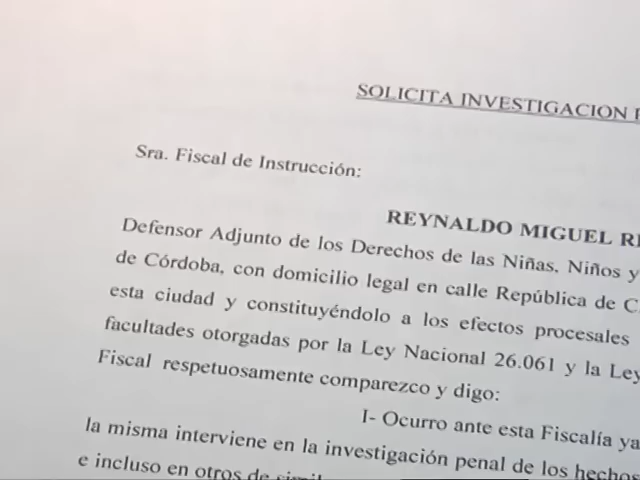 SOLICITA INVESTIGACION
Sra. Fiscal de Instrucción:
REYNALDO MIGUEL
Defensor Adjunto de los Derechos de las Niñas, Niños y
de Córdoba, con domicilio legal en calle República de C
esta ciudad y constituyéndolo a los efectos procesales
facultades otorgadas por la Ley Nacional 26.061 y la Ley
Fiscal respetuosamente comparezco y digo:
I- Ocurro ante esta Fiscalía ya
la misma interviene en la investigación penal de los hechos
e incluso en otros de